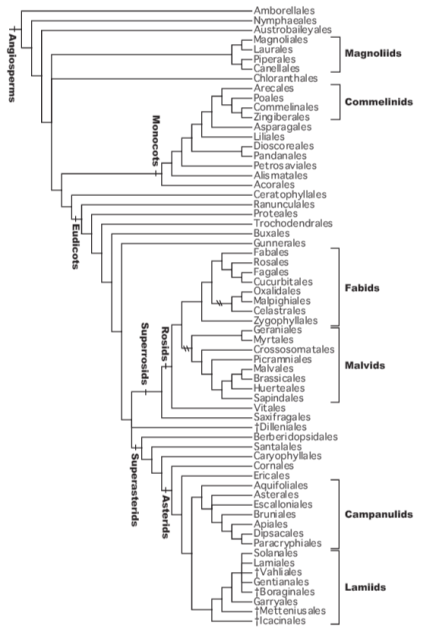 Amborellales
Nymphaeales
Austrobaileyales
Magnoliales
Laurales
Piperales
Canellales
Magnoliids
Chloranthales
Arecales
Poales
Commelinales
Zingiberales
Commelinids
Asparagales
Liliales
Dioscoreales
Pandanales
Petrosaviales
Alismatales
Acorales
Ceratophyllales
Ranunculales
Proteales
Trochodendrales
Buxales
Gunnerales
Fabales
Rosales
Fagales
Cucurbitales
Oxalidales
Malpighiales
Celastrales
Zygophyllales
Fabids
Geraniales
Myrtales
Crossosomatales
Picramniales
Malvales
Brassicales
Huerteales
Sapindales
Malvids
Vitales
Saxifragales
†Dilleniales
Berberidopsidales
Santalales
Caryophyllales
Cornales
Ericales
Aquifoliales
Asterales
Escalloniales
Bruniales
Apiales
Dipsacales
Paracryphiales
Campanulids
Solanales
Lamiales
†Vahliales
Gentianales
†Boraginales
Garryales
†Metteniusales
†Icacinales
Lamiids
Angiosperms
Monocots
Eudicots
Superrosids
Rosids
Superasterids
Asterids